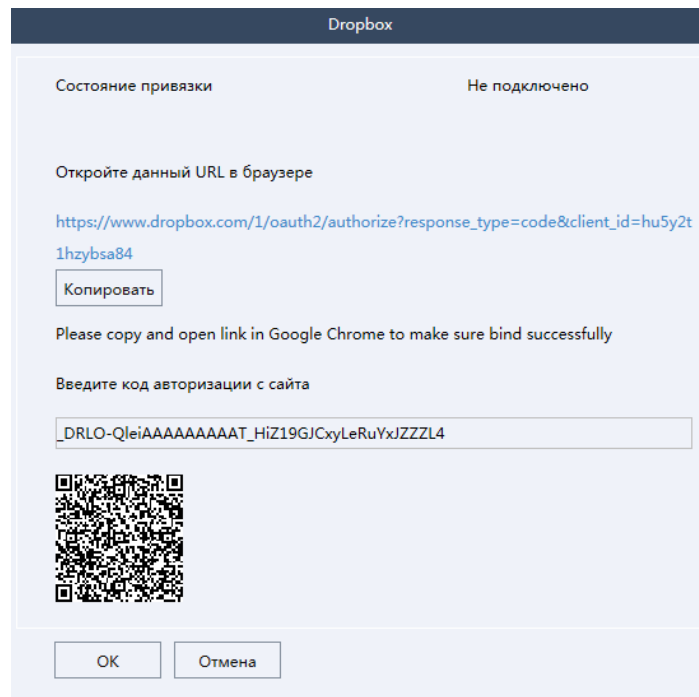 Dropbox
Состояние привязки Не подключено
Откройте данный URL в браузере
https://www.dropbox.com/1/oauth2/authorize?response_type=code&client_id=hu5y2t
1hzybsa84
Копировать
Please copy and open link in Google Chrome to make sure bind successfully
Введите код авторизации с сайта
_DRLO-QleiAAAAAAAAAT_HiZ19GJCxyLeRuYxJZZZL4
OK Отмена